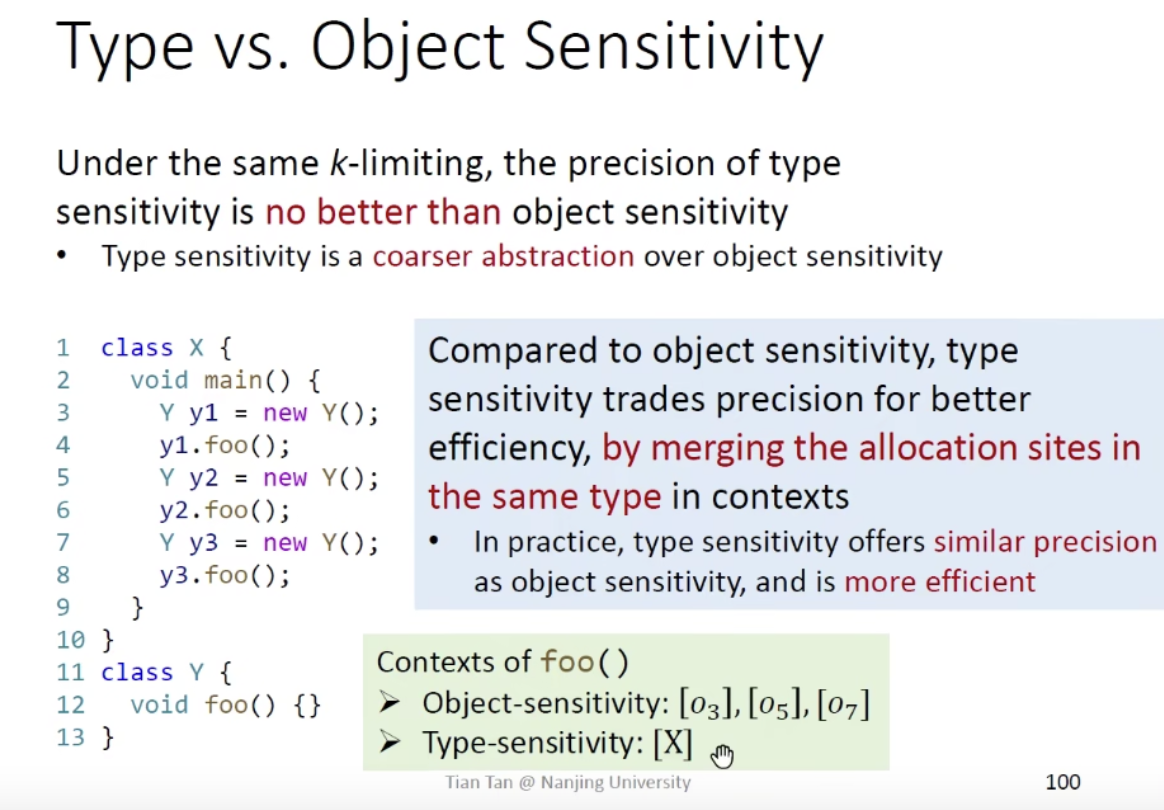 Type vs. Object Sensitivity
Under the same k-limiting, the precision of type
sensitivity is no better than object sensitivity
• Type sensitivity is a coarser abstraction over object sensitivity
1 class X {
2 void main() {
3 Y y1 = new Y();
4 y1.foo();
5 Y y2 = new Y();
6 y2.foo();
7 Y y3 = new Y();
8 y3.foo();
9 }
10 }
11 class Y {
12 void foo() {}
13 }
Compared to object sensitivity, type
sensitivity trades precision for better
efficiency, by merging the allocation sites in
the same type in contexts
• In practice, type sensitivity offers similar precision
as object sensitivity, and is more efficient
Contexts of foo()
➢ Object-sensitivity: [o₃], [o₅], [o₇]
➢ Type-sensitivity: [X]
Tian Tan @ Nanjing University
100